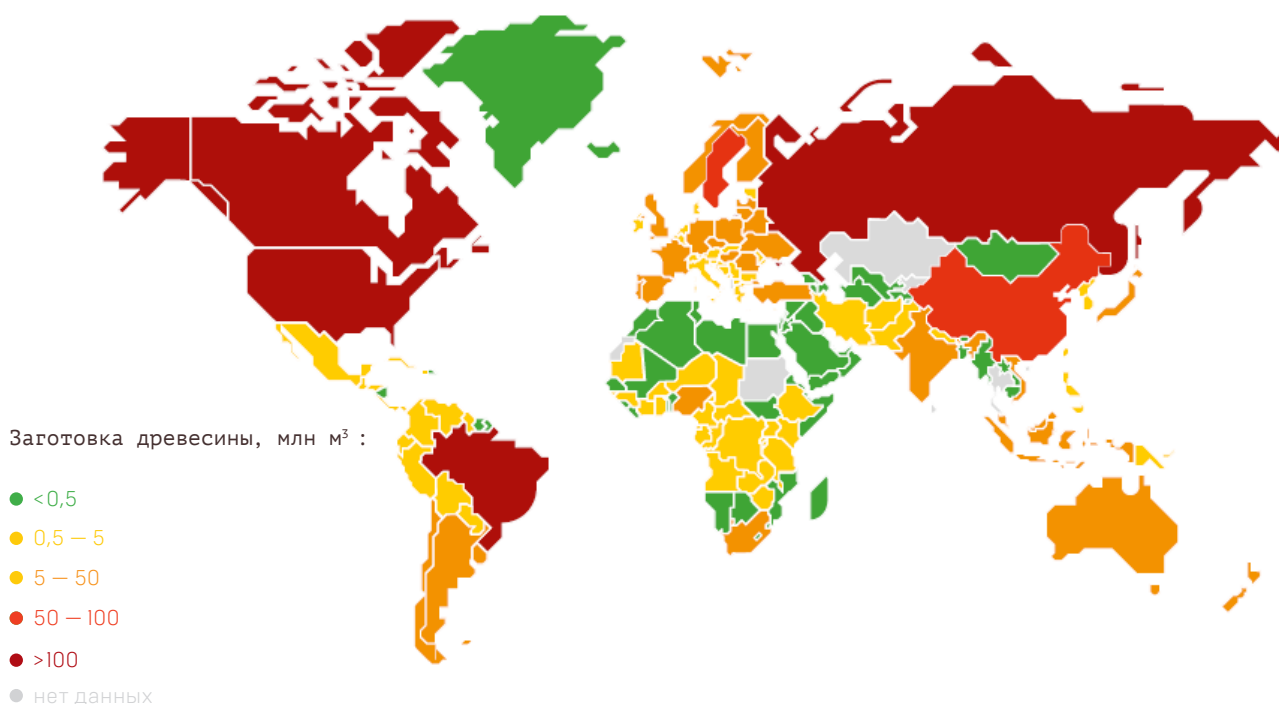 Заготовка древесины, млн м³ :
<0,5
0,5 — 5
5 — 50
50 — 100
>100
нет данных